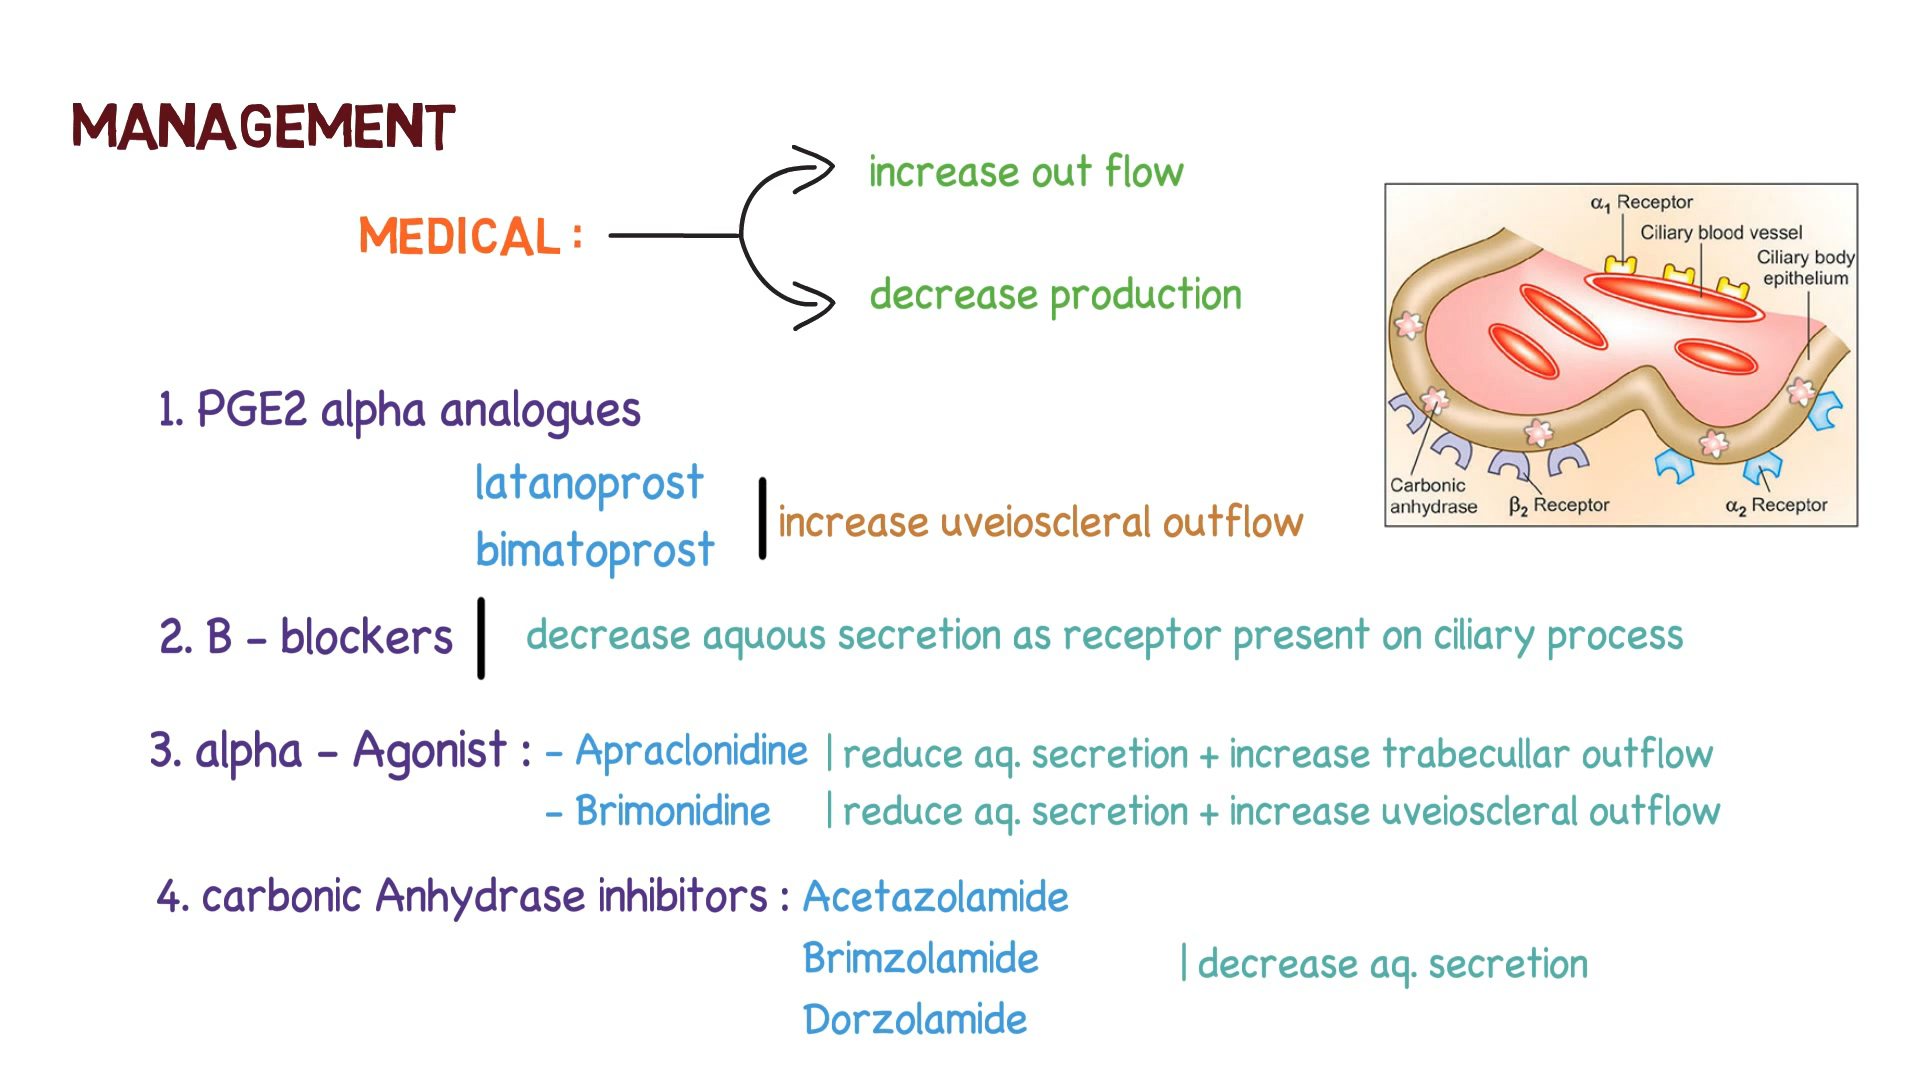 MANAGEMENT
MEDICAL :
increase out flow
decrease production
1. PGE2 alpha analogues
latanoprost
bimatoprost
increase uveioscleral outflow
2. B - blockers
decrease aquous secretion as receptor present on ciliary process
3. alpha - Agonist : - Apraclonidine | reduce aq. secretion + increase trabecullar outflow
- Brimonidine | reduce aq. secretion + increase uveioscleral outflow
4. carbonic Anhydrase inhibitors : Acetazolamide
Brimzolamide
| decrease aq. secretion
Dorzolamide
α1 Receptor
Ciliary blood vessel
Ciliary body
epithelium
Carbonic
anhydrase
β2 Receptor
α2 Receptor